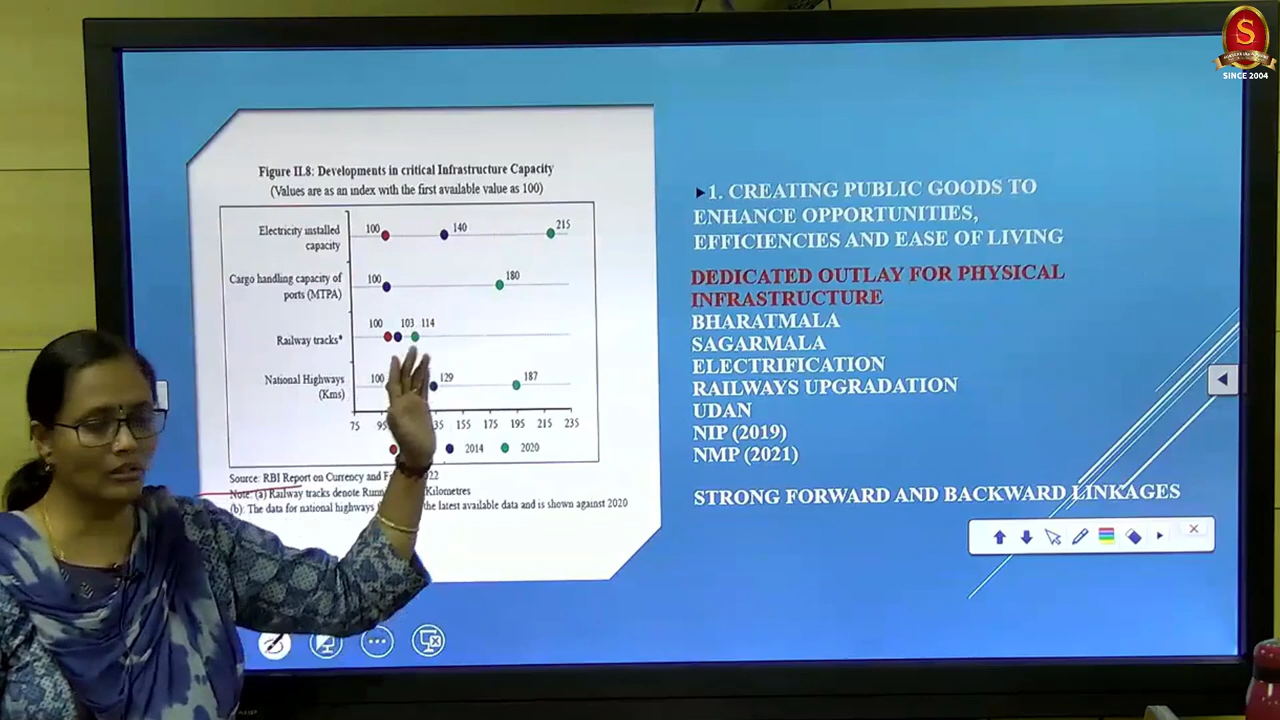 S
SINCE 2004
Figure II.8: Developments in critical Infrastructure Capacity
(Values are as an index with the first available value as 100)
Electricity installed
capacity
100
140
215
Cargo handling capacity of
ports (MTPA)
100
180
Railway tracks*
100
103
114
National Highways
(Kms)
100
129
187
75
155
175
195
215
235
2014
2020
Source: RBI Report on Currency and
Note: (a) Railway tracks denote Kilometres
(b): The data for national highways the latest available data and is shown against 2020
1. CREATING PUBLIC GOODS TO
ENHANCE OPPORTUNITIES,
EFFICIENCIES AND EASE OF LIVING
DEDICATED OUTLAY FOR PHYSICAL
INFRASTRUCTURE
BHARATMALA
SAGARMALA
ELECTRIFICATION
RAILWAYS UPGRADATION
UDAN
NIP (2019)
NMP (2021)
STRONG FORWARD AND BACKWARD LINKAGES